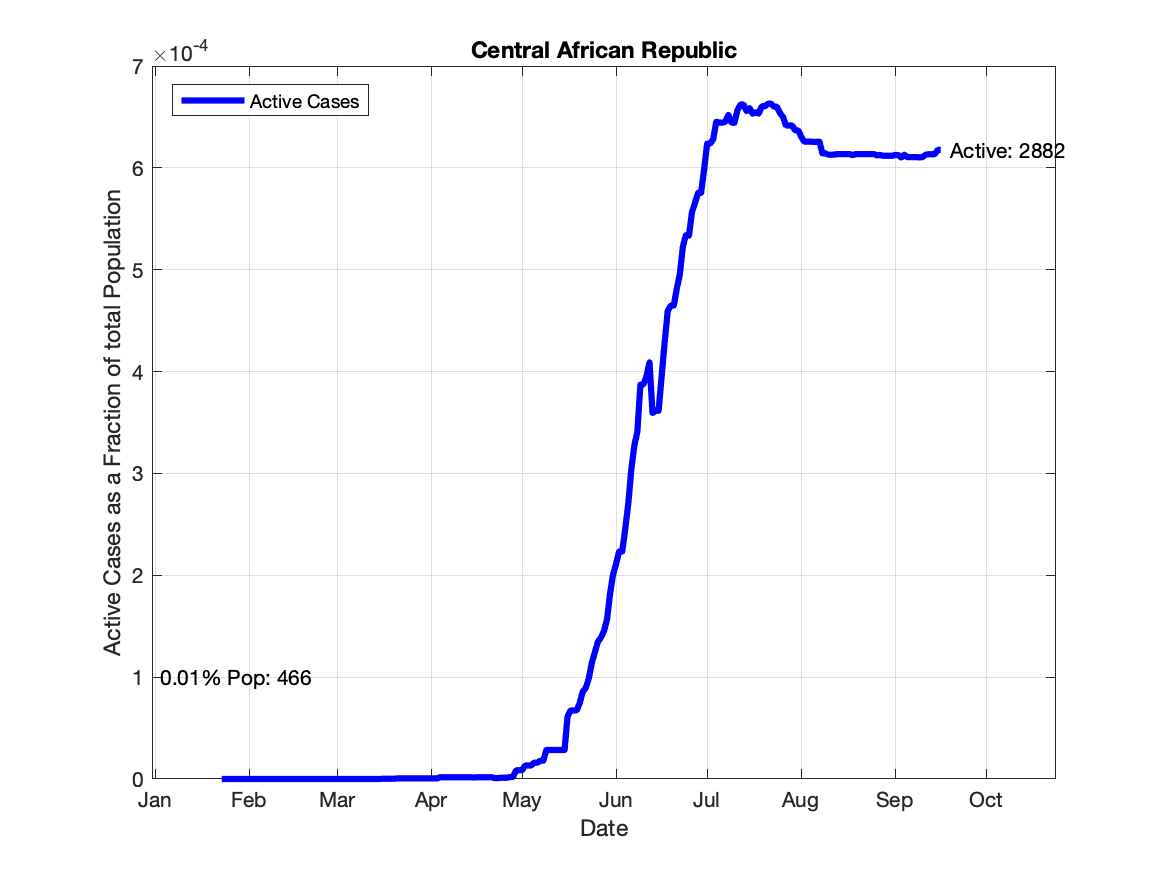 Central African Republic
×10-4
Active Cases
7
6
5
4
3
2
1
0
Active Cases as a Fraction of total Population
Active: 2882
0.01% Pop: 466
Jan Feb Mar Apr May Jun Jul Aug Sep Oct
Date